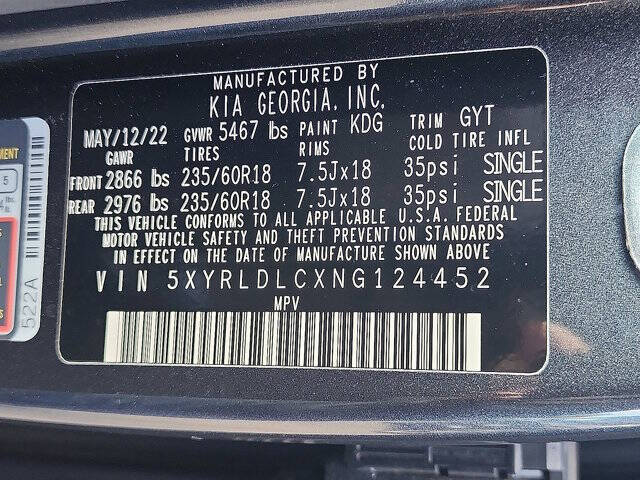 MANUFACTURED BY
KIA GEORGIA, INC.
MAY/12/22 GVWR 5467 lbs PAINT KDG TRIM GYT
GAWR TIRES RIMS COLD TIRE INFL
FRONT 2866 lbs 235/60R18 7.5Jx18 35psi SINGLE
REAR 2976 lbs 235/60R18 7.5Jx18 35psi SINGLE
THIS VEHICLE CONFORMS TO ALL APPLICABLE U.S.A. FEDERAL
MOTOR VEHICLE SAFETY AND THEFT PREVENTION STANDARDS
IN EFFECT ON THE DATE OF MANUFACTURE SHOWN ABOVE
VIN 5XYRLDLCXNG124452
MPV
5
522A